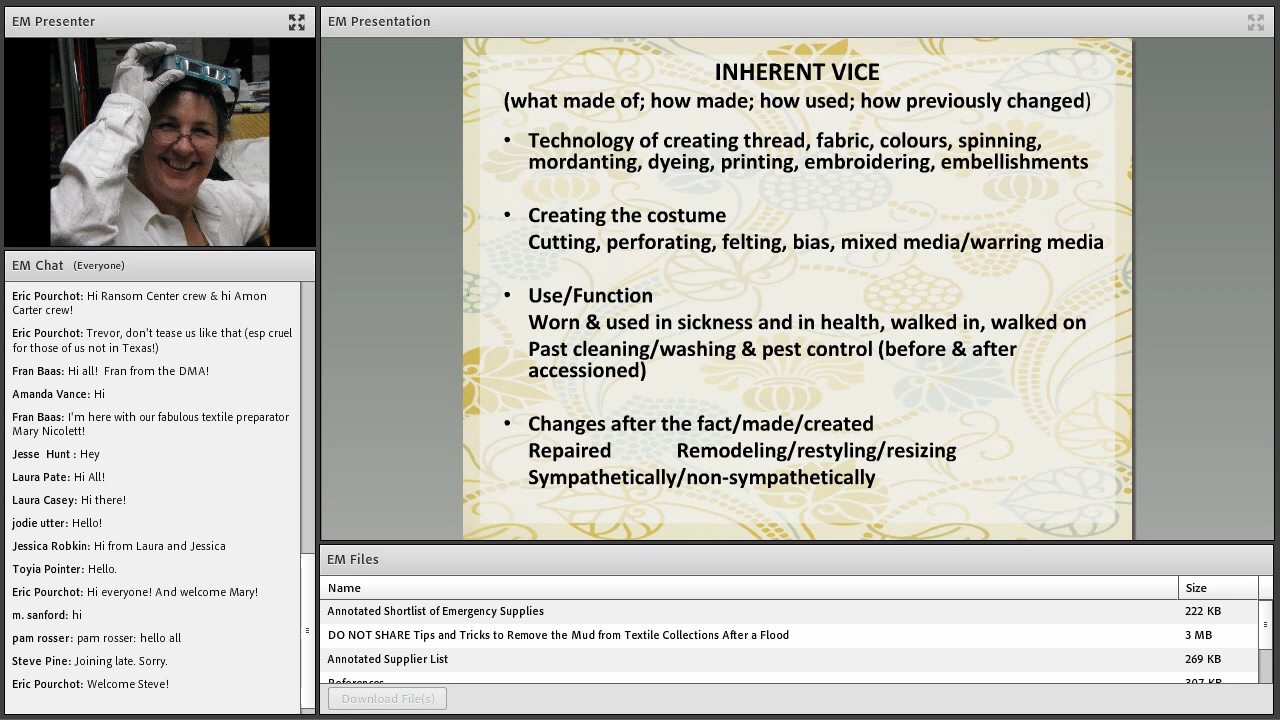 EM Presenter
EM Chat (Everyone)
Eric Pourchot: Hi Ransom Center crew & hi Amon
Carter crew!
Eric Pourchot: Trevor, don't tease us like that (esp cruel
for those of us not in Texas!)
Fran Baas: Hi all!  Fran from the DMA!
Amanda Vance: Hi
Fran Baas: I'm here with our fabulous textile preparator
Mary Nicolett!
Jesse  Hunt : Hey
Laura Pate: Hi All!
Laura Casey: Hi there!
jodie utter: Hello!
Jessica Robkin: Hi from Laura and Jessica
Toyia Pointer: Hello.
Eric Pourchot: Hi everyone! And welcome Mary!
m. sanford: hi
pam rosser: pam rosser: hello all
Steve Pine: Joining late. Sorry.
Eric Pourchot: Welcome Steve!
EM Presentation
INHERENT VICE
(what made of; how made; how used; how previously changed)
• Technology of creating thread, fabric, colours, spinning,
mordanting, dyeing, printing, embroidering, embellishments
• Creating the costume
Cutting, perforating, felting, bias, mixed media/warring media
• Use/Function
Worn & used in sickness and in health, walked in, walked on
Past cleaning/washing & pest control (before & after
accessioned)
• Changes after the fact/made/created
Repaired Remodeling/restyling/resizing
Sympathetically/non-sympathetically
EM Files
Name Size
Annotated Shortlist of Emergency Supplies 222 KB
DO NOT SHARE Tips and Tricks to Remove the Mud from Textile Collections After a Flood 3 MB
Annotated Supplier List 269 KB
References 307 KB
Download File(s)